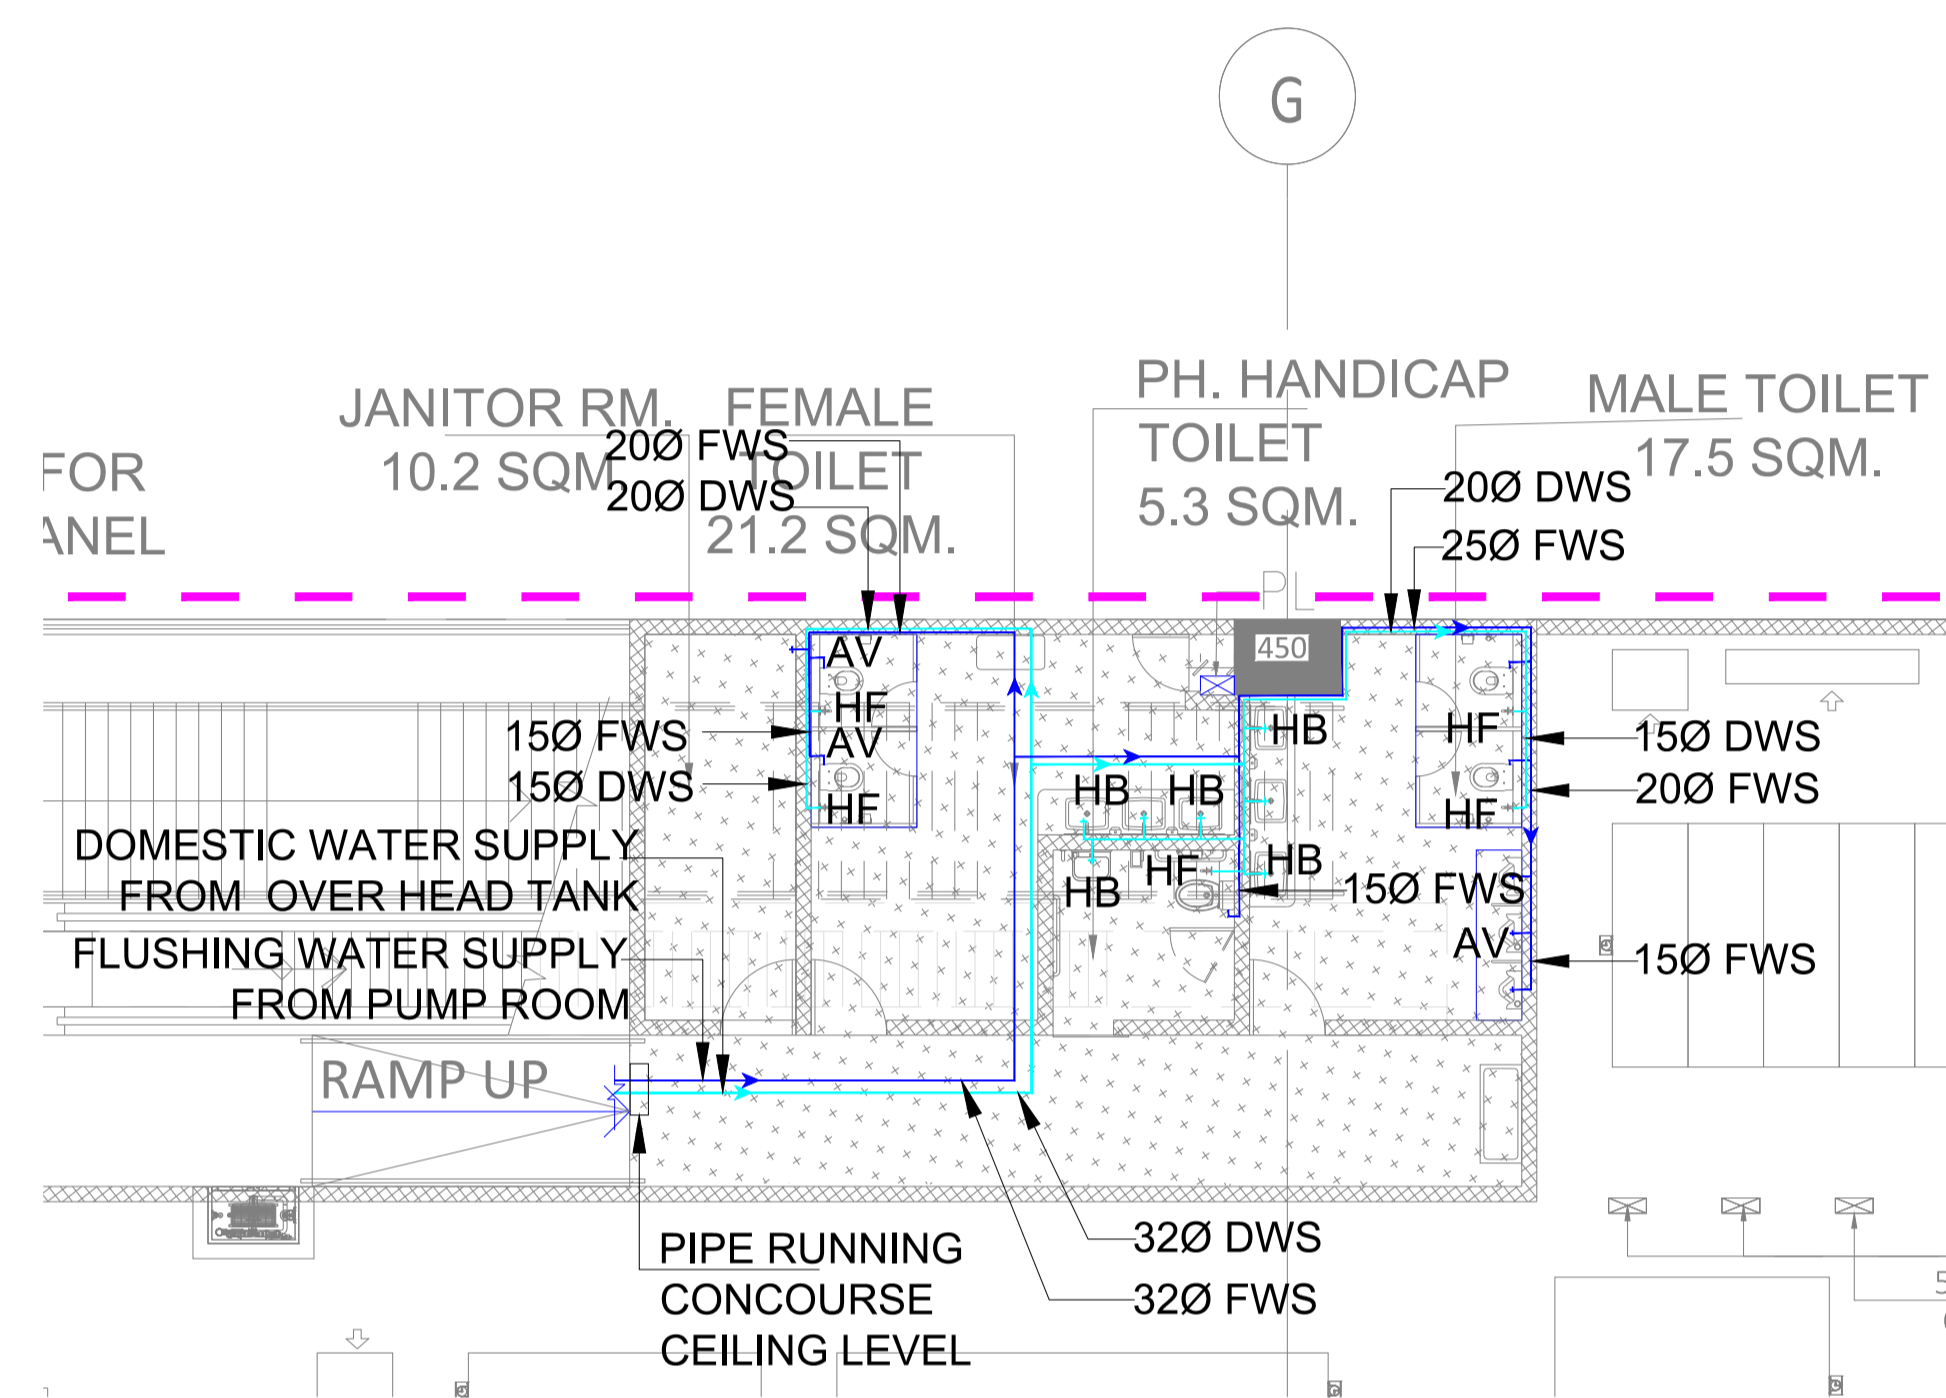 G
JANITOR RM.
10.2 SQM
FEMALE
TOILET
21.2 SQM.
PH. HANDICAP
TOILET
5.3 SQM.
MALE TOILET
17.5 SQM.
FOR
ANEL
20Ø FWS
20Ø DWS
20Ø DWS
25Ø FWS
PL
450
AV
HF
AV
HF
15Ø FWS
15Ø DWS
HB
HB
HB
HB
HB
HF
HF
HF
AV
15Ø DWS
20Ø FWS
15Ø FWS
15Ø FWS
DOMESTIC WATER SUPPLY
FROM OVER HEAD TANK
FLUSHING WATER SUPPLY
FROM PUMP ROOM
RAMP UP
32Ø DWS
32Ø FWS
PIPE RUNNING
CONCOURSE
CEILING LEVEL